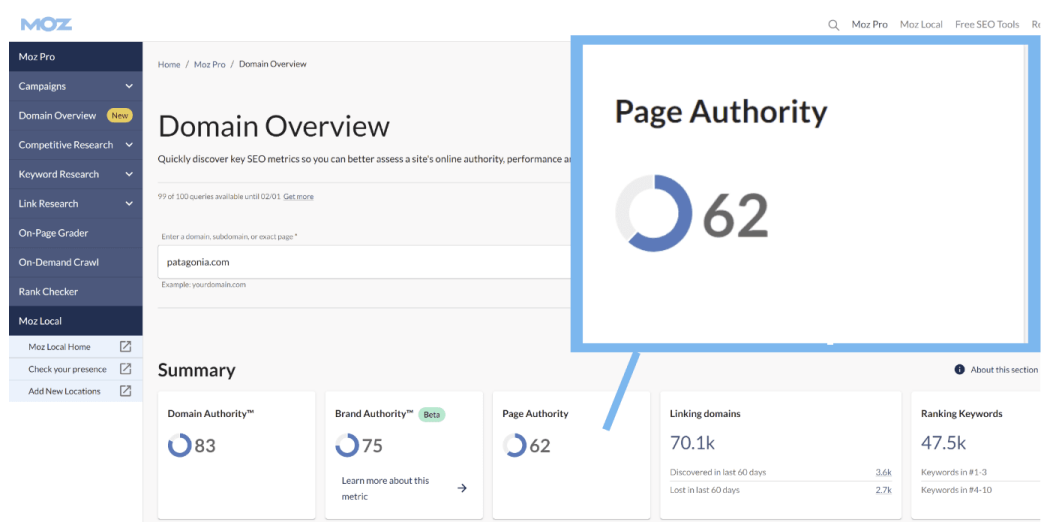 MOZ
Moz Pro
Moz Local
Free SEO Tools
Moz Pro
Campaigns
Domain Overview New
Competitive Research
Keyword Research
Link Research
On-Page Grader
On-Demand Crawl
Rank Checker
Moz Local
Moz Local Home
Check your presence
Add New Locations
Home / Moz Pro / Domain Overview
Domain Overview
Quickly discover key SEO metrics so you can better assess a site's online authority, performance
99 of 100 queries available until 02/01 Get more
Enter a domain, subdomain, or exact page *
patagonia.com
Example: yourdomain.com
Page Authority
62
Summary
About this section
Domain Authority™
83
Brand Authority™ Beta
75
Learn more about this
metric
Page Authority
62
Linking domains
70.1k
Discovered in last 60 days 3.6k
Lost in last 60 days 2.7k
Ranking Keywords
47.5k
Keywords in #1-3
Keywords in #4-10